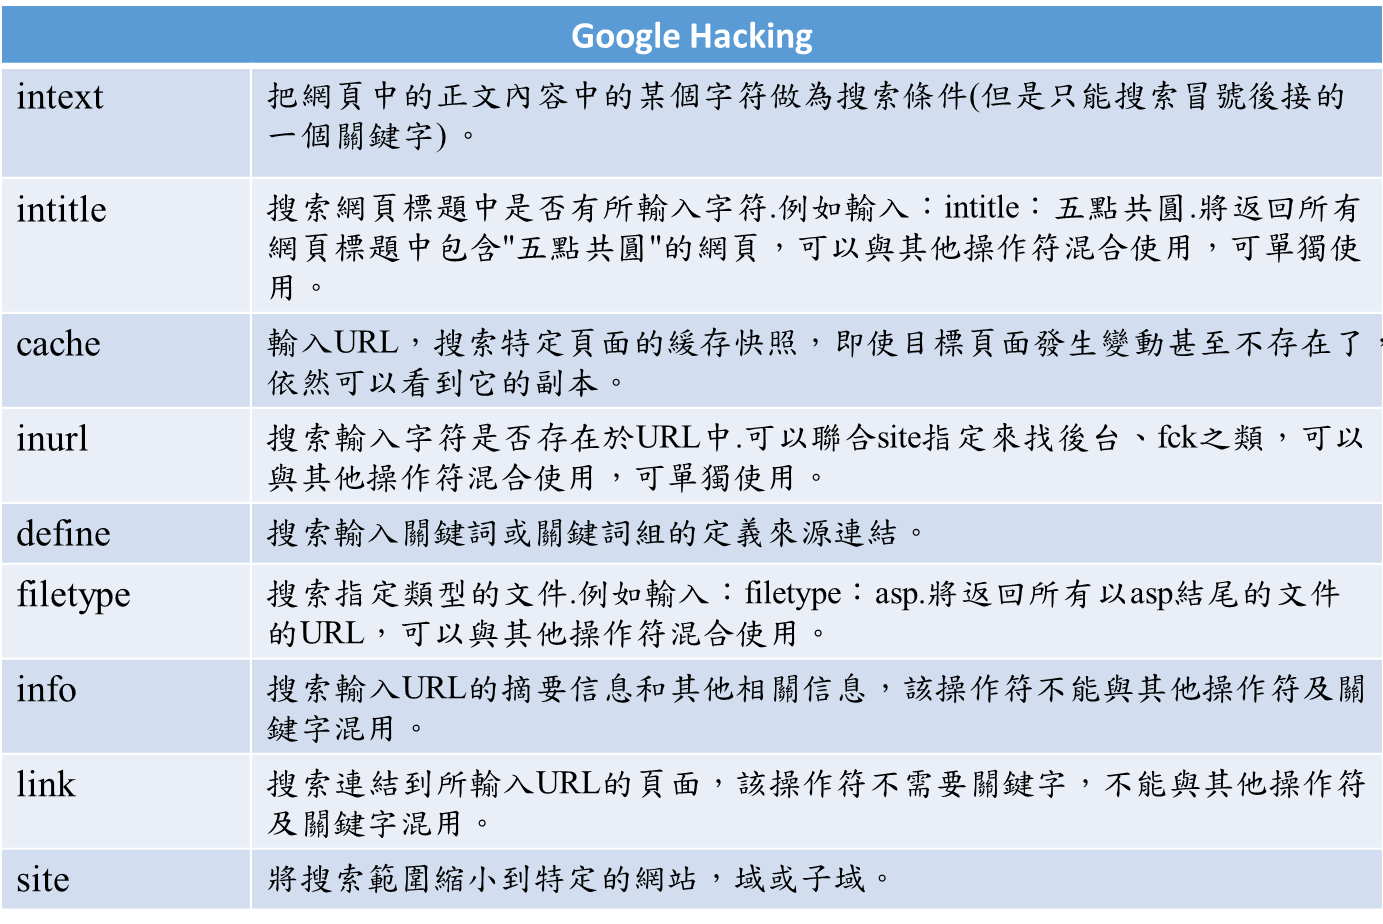 Google Hacking
intext
把網頁中的正文內容中的某個字符做為搜索條件(但是只能搜索冒號後接的
一個關鍵字)。
intitle
搜索網頁標題中是否有所輸入字符.例如輸入：intitle：五點共圓.將返回所有
網頁標題中包含"五點共圓"的網頁，可以與其他操作符混合使用，可單獨使
用。
cache
輸入URL，搜索特定頁面的緩存快照，即使目標頁面發生變動甚至不存在了，
依然可以看到它的副本。
inurl
搜索輸入字符是否存在於URL中.可以聯合site指定來找後台、fck之類，可以
與其他操作符混合使用，可單獨使用。
define
搜索輸入關鍵詞或關鍵詞組的定義來源連結。
filetype
搜索指定類型的文件.例如輸入：filetype：asp.將返回所有以asp結尾的文件
的URL，可以與其他操作符混合使用。
info
搜索輸入URL的摘要信息和其他相關信息，該操作符不能與其他操作符及關
鍵字混用。
link
搜索連結到所輸入URL的頁面，該操作符不需要關鍵字，不能與其他操作符
及關鍵字混用。
site
將搜索範圍縮小到特定的網站，域或子域。